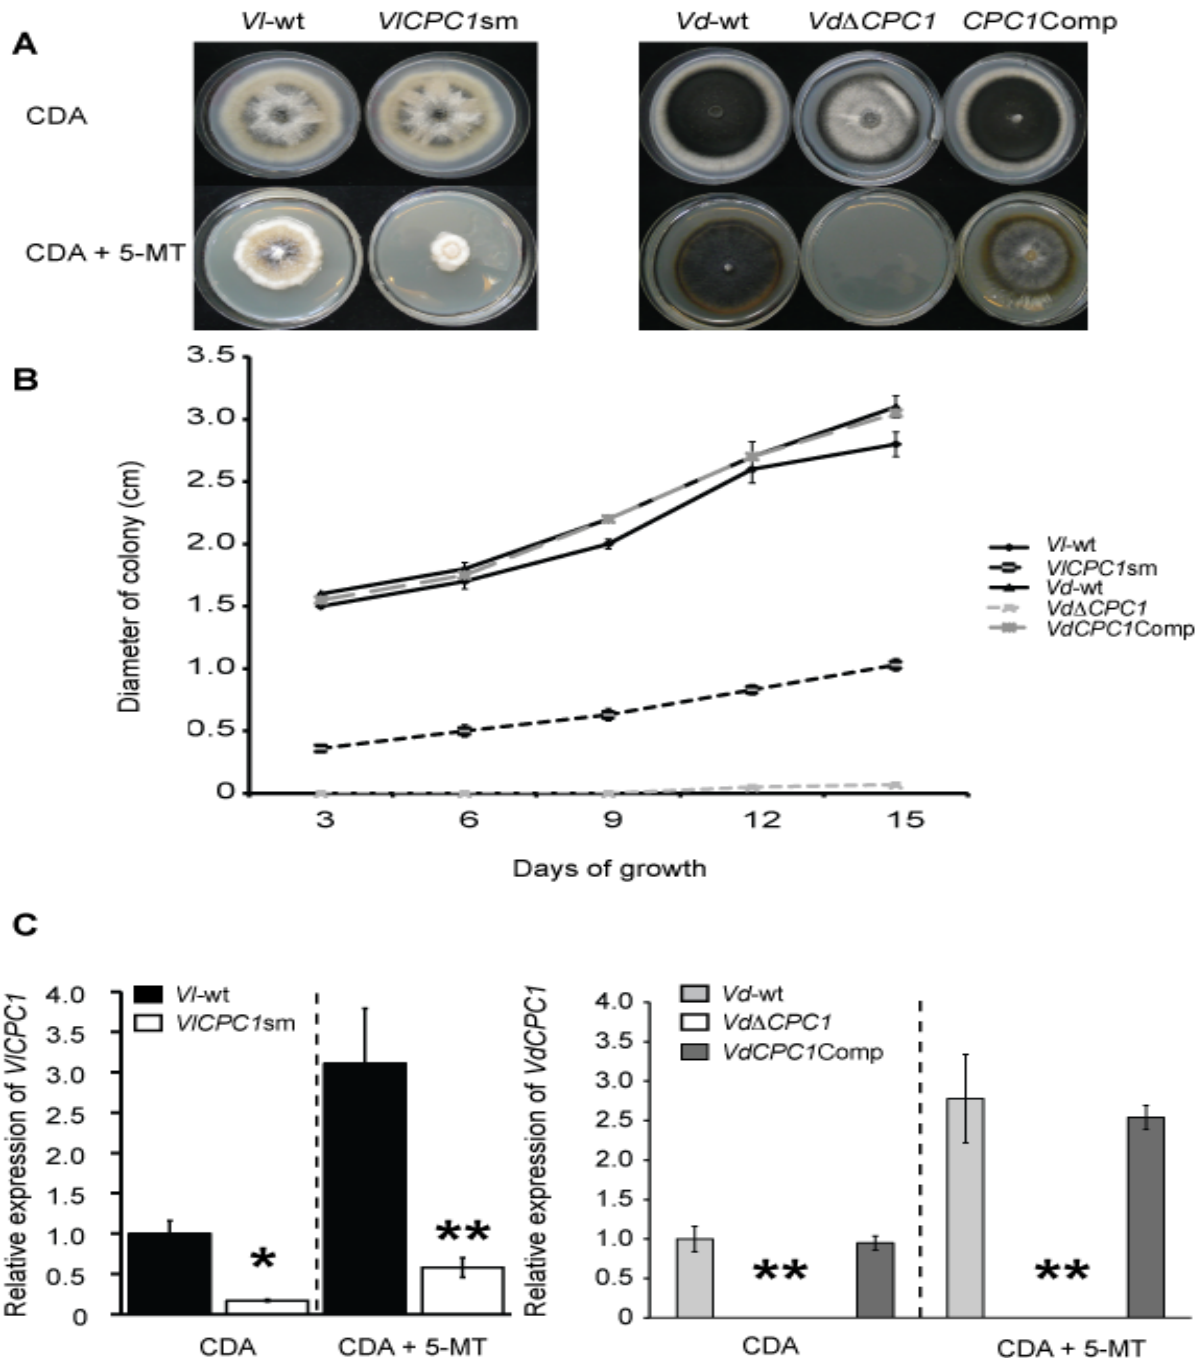 A
Vl-wt VlCPC1sm Vd-wt VdΔCPC1 CPC1Comp
CDA
CDA + 5-MT
B
3.5
3.0
2.5
2.0
1.5
1.0
0.5
0
Diameter of colony (cm)
3 6 9 12 15
Days of growth
Vl-wt
VlCPC1sm
Vd-wt
VdΔCPC1
VdCPC1Comp
C
Relative expression of VlCPC1
4.0
3.5
3.0
2.5
2.0
1.5
1.0
0.5
0
Vl-wt
VlCPC1sm
*
**
CDA CDA + 5-MT
Relative expression of VdCPC1
4.0
3.5
3.0
2.5
2.0
1.5
1.0
0.5
0
Vd-wt
VdΔCPC1
VdCPC1Comp
** **
CDA CDA + 5-MT